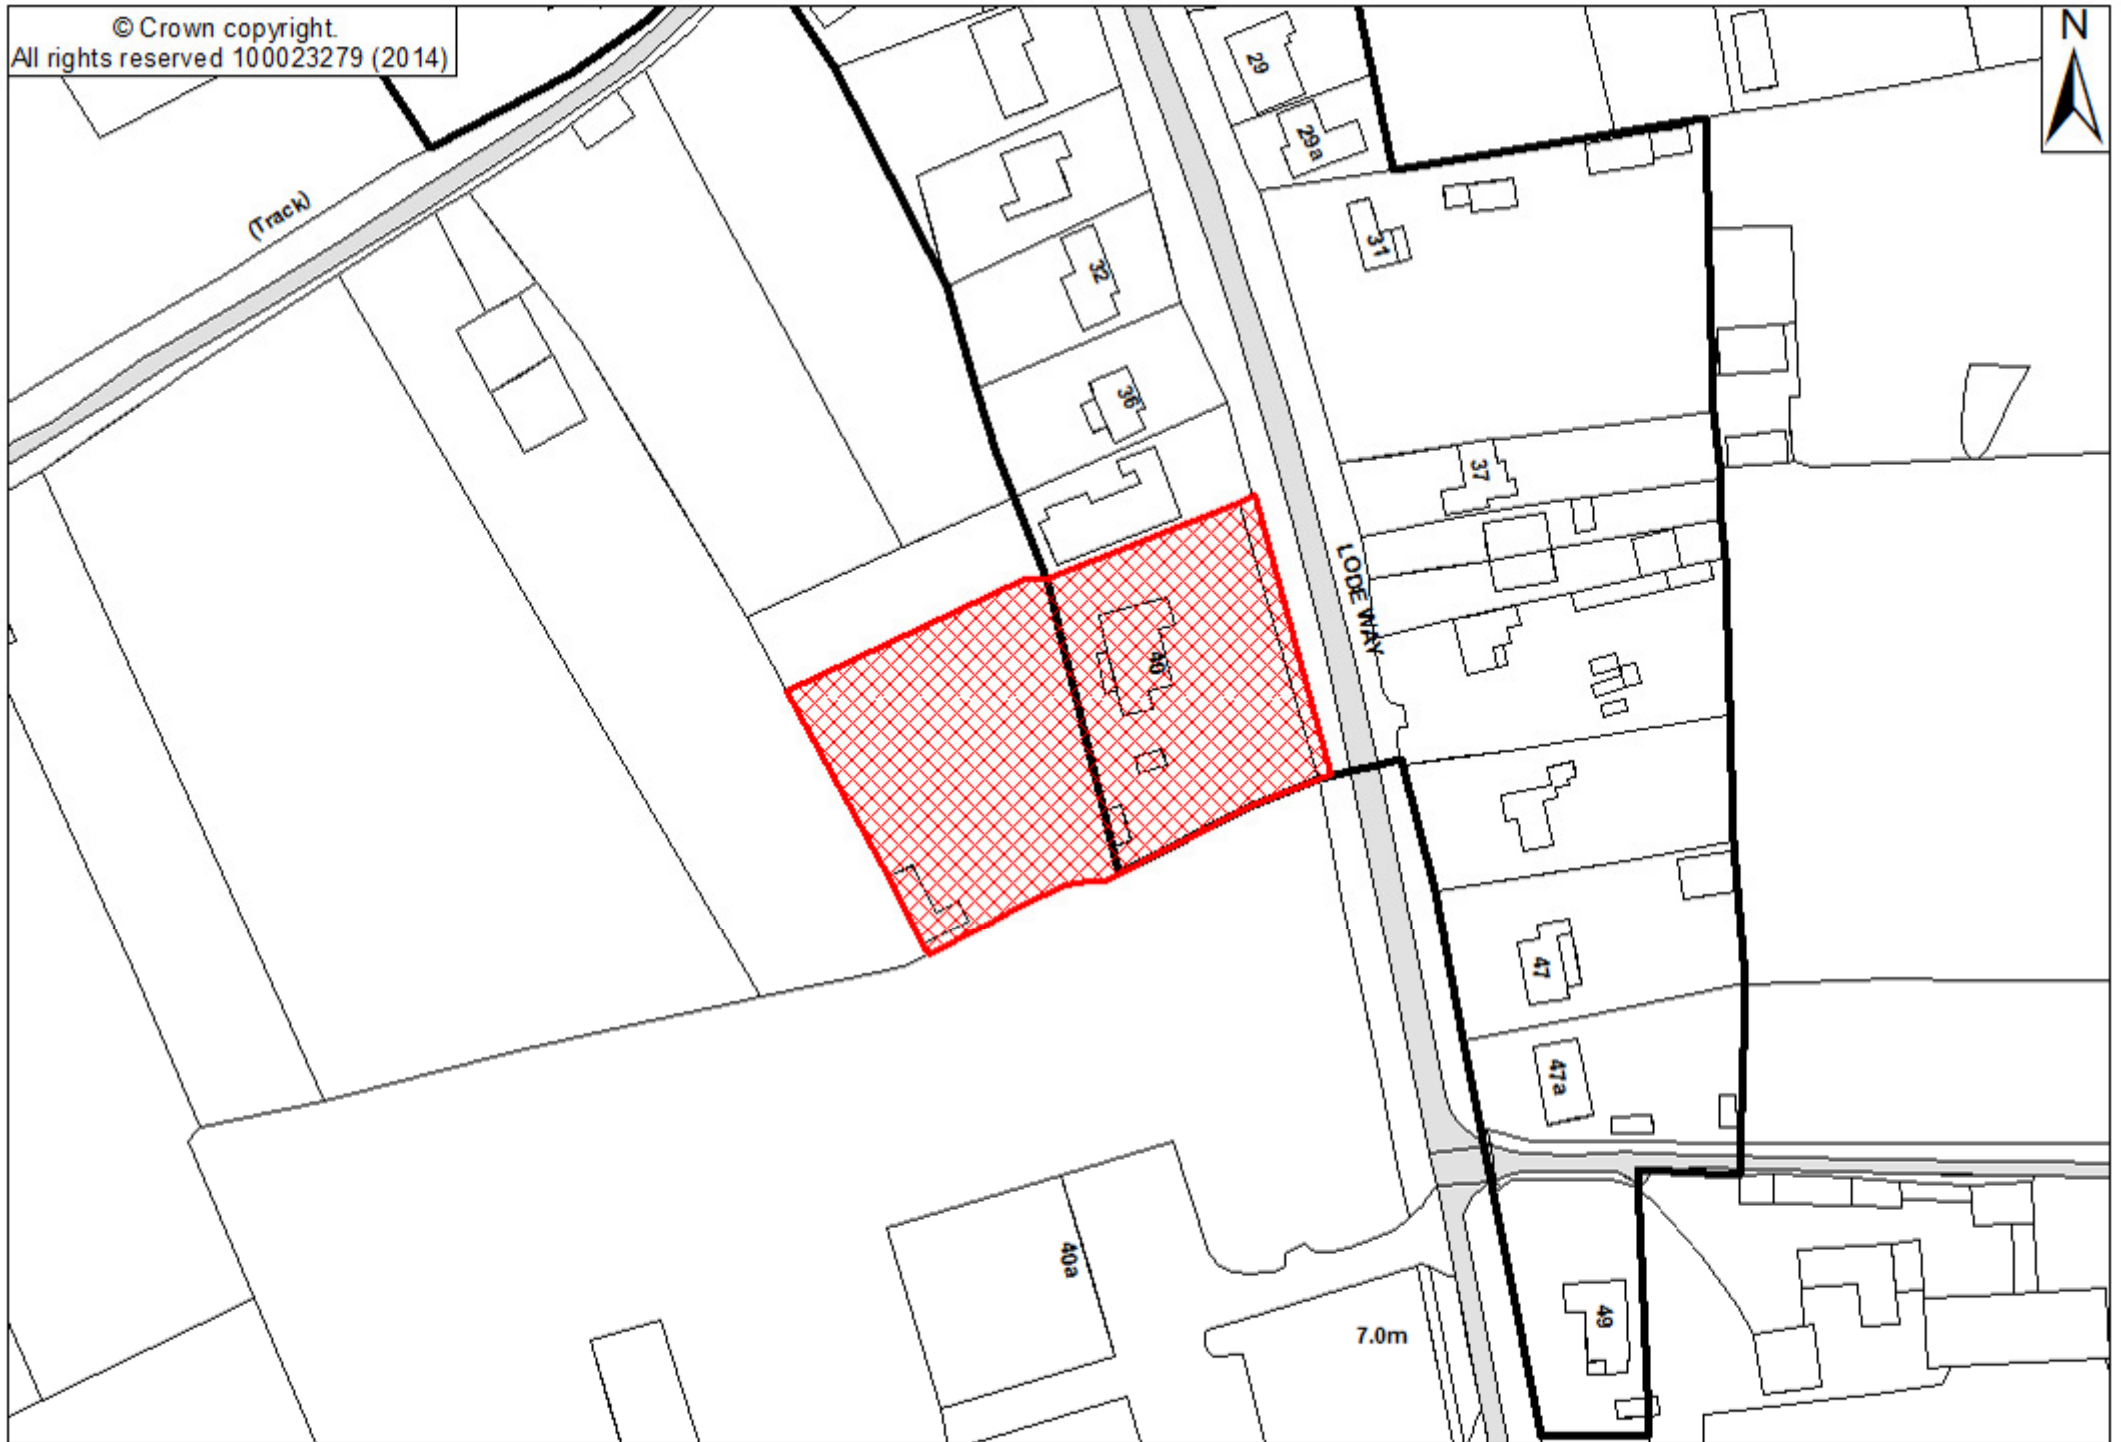 © Crown copyright.
All rights reserved 100023279 (2014)
N
29
29a
(Track)
31
32
36
37
LODE WAY
40
47
47a
40a
49
7.0m